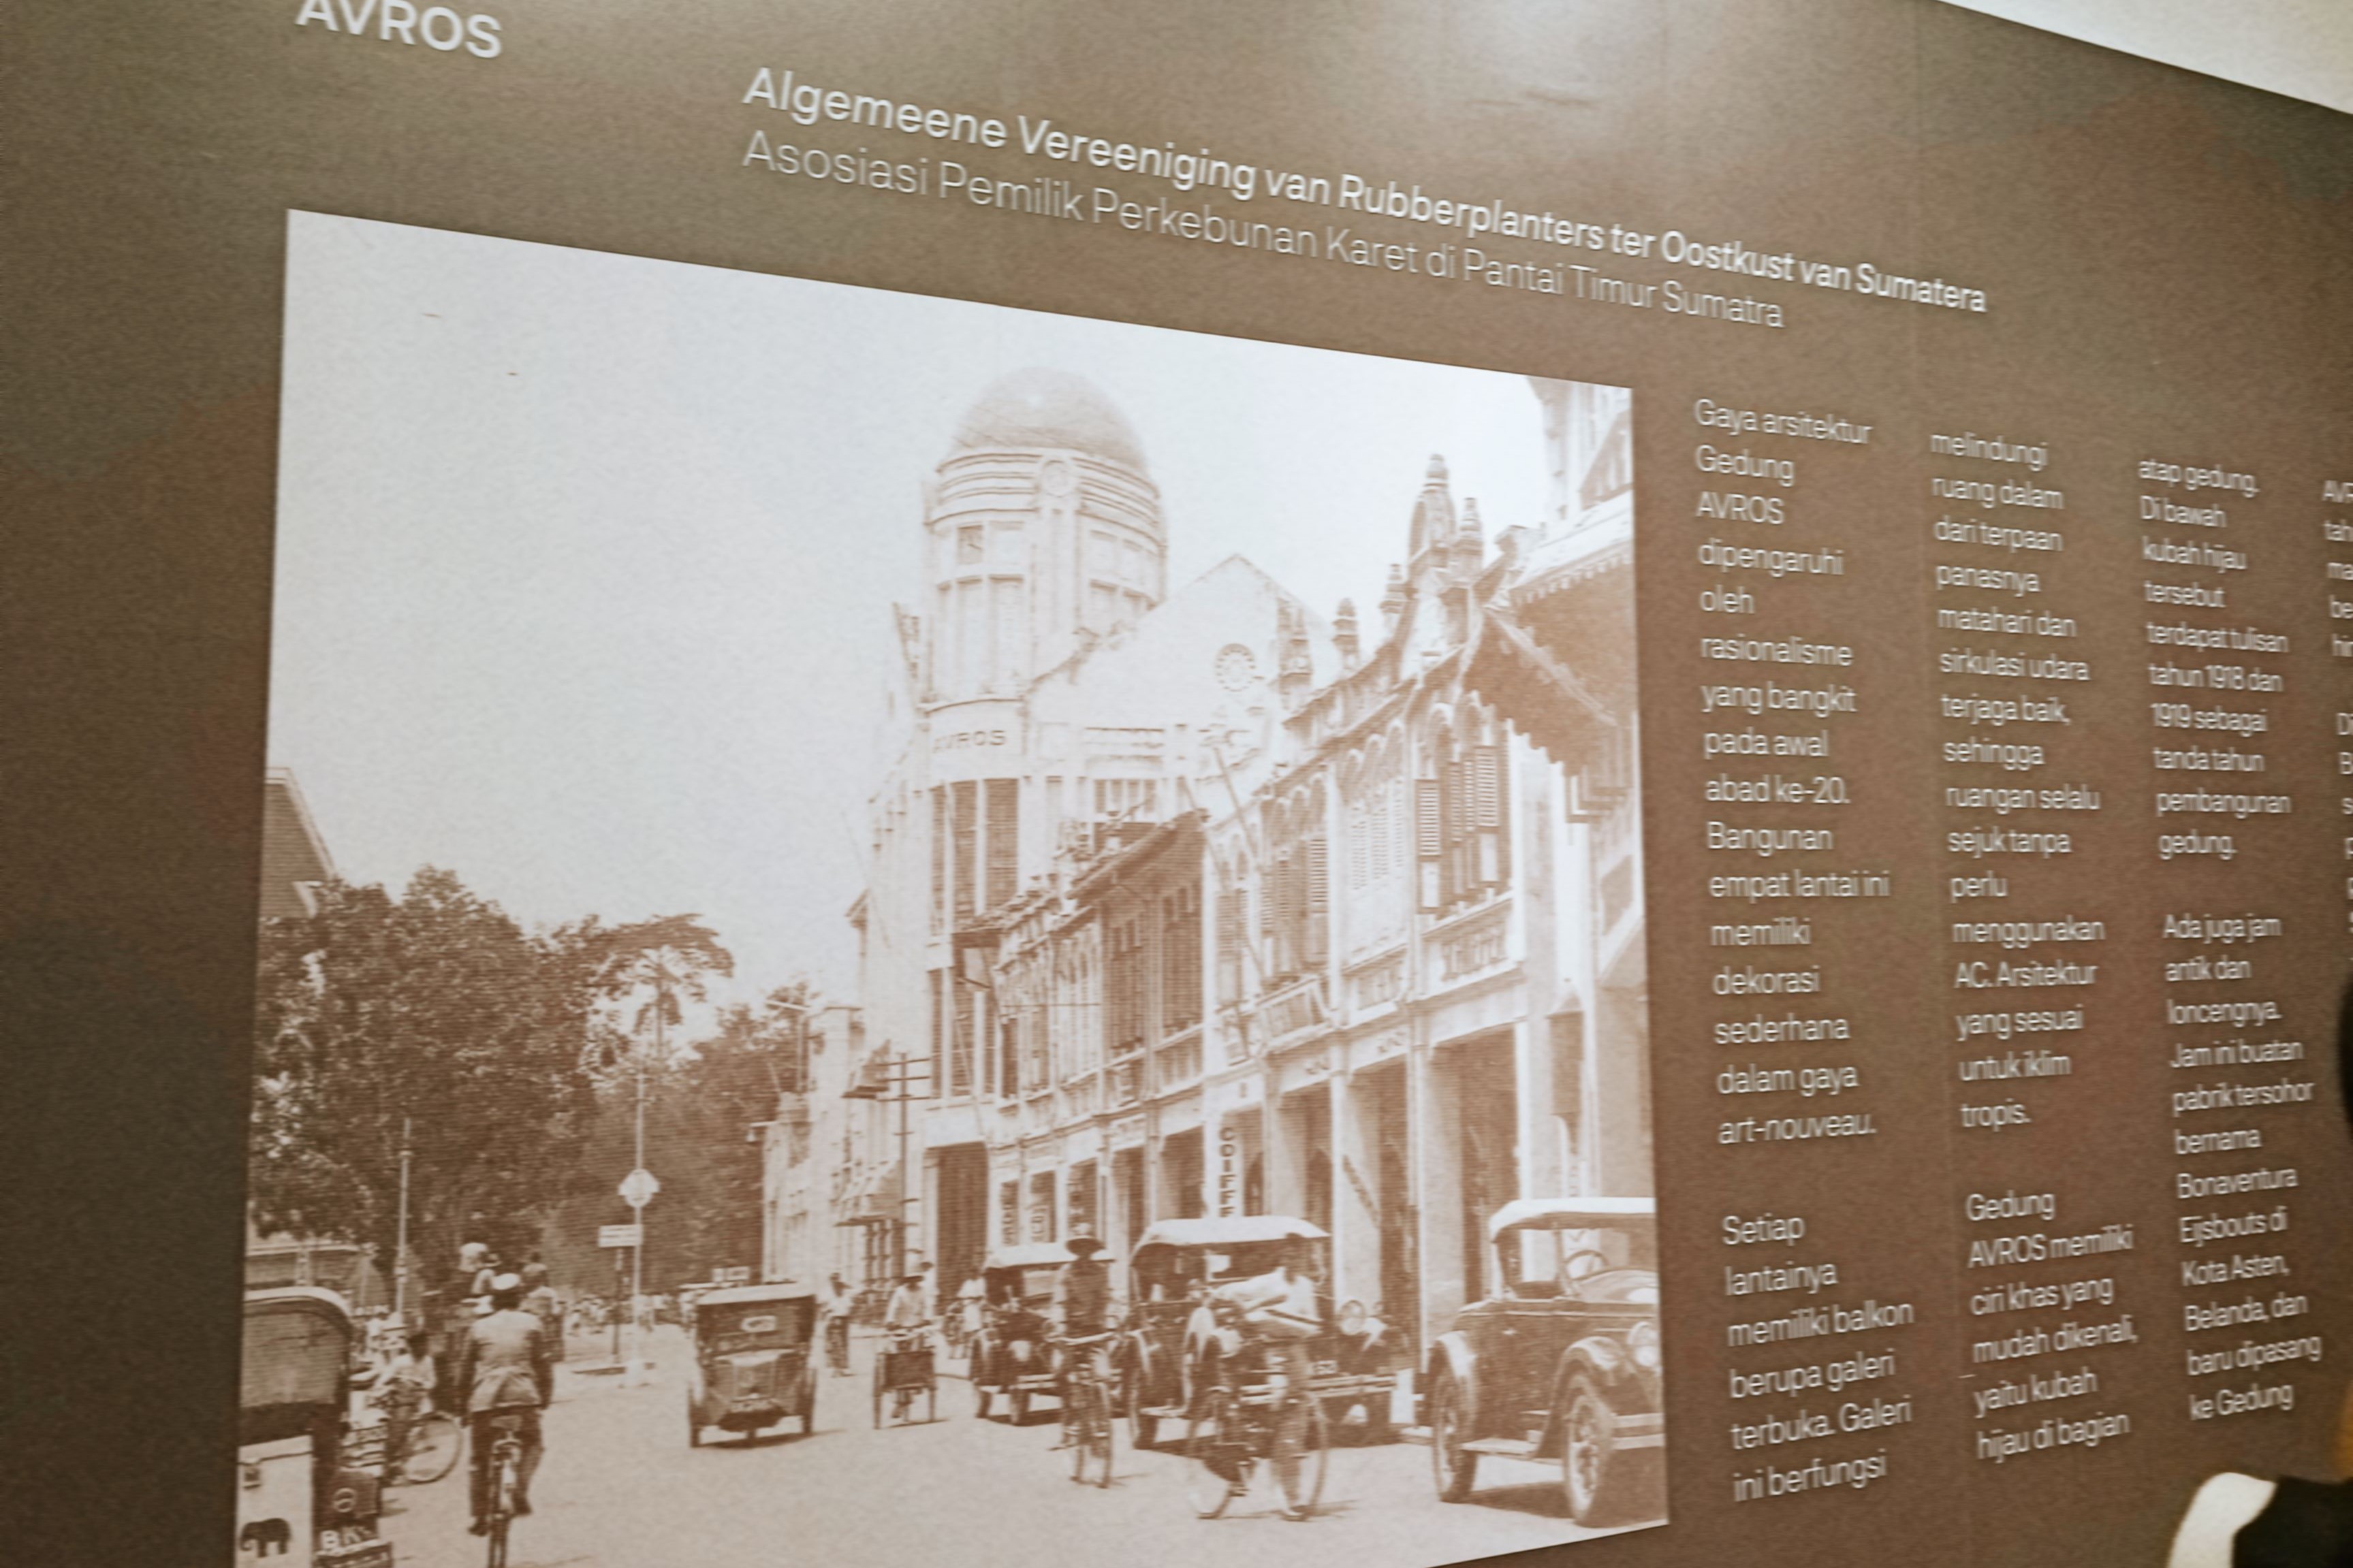 AVROS
Algemeene Vereeniging van Rubberplanters ter Oostkust van Sumatera
Asosiasi Pemilik Perkebunan Karet di Pantai Timur Sumatra
AVROS
COIFFE
BK
Gaya arsitektur
Gedung
AVROS
dipengaruhi
oleh
rasionalisme
yang bangkit
pada awal
abad ke-20.
Bangunan
empat lantai ini
memiliki
dekorasi
sederhana
dalam gaya
art-nouveau.
Setiap
lantainya
memiliki balkon
berupa galeri
terbuka. Galeri
ini berfungsi
melindungi
ruang dalam
dari terpaan
panasnya
matahari dan
sirkulasi udara
terjaga baik,
sehingga
ruangan selalu
sejuk tanpa
perlu
menggunakan
AC. Arsitektur
yang sesuai
untuk iklim
tropis.
Gedung
AVROS memiliki
ciri khas yang
mudah dikenali,
yaitu kubah
hijau di bagian
atap gedung.
Di bawah
kubah hijau
tersebut
terdapat tulisan
tahun 1918 dan
1919 sebagai
tanda tahun
pembangunan
gedung.
Ada juga jam
antik dan
loncengnya.
Jam ini buatan
pabrik tersohor
bernama
Bonaventura
Eijsbouts di
Kota Asten,
Belanda, dan
baru dipasang
ke Gedung